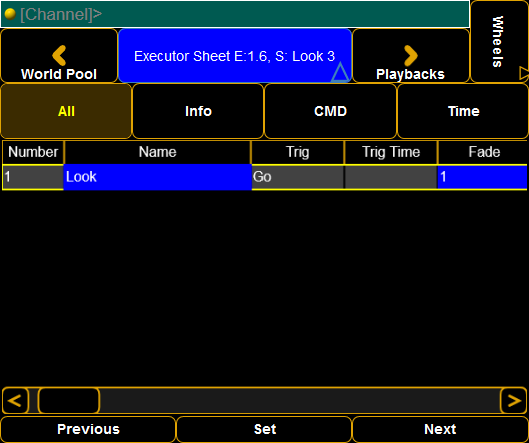 [Channel]>
Wheels
World Pool
Executor Sheet E:1.6, S: Look 3
Playbacks
All Info CMD Time
Number Name Trig Trig Time Fade
1 Look Go 1
Previous Set Next